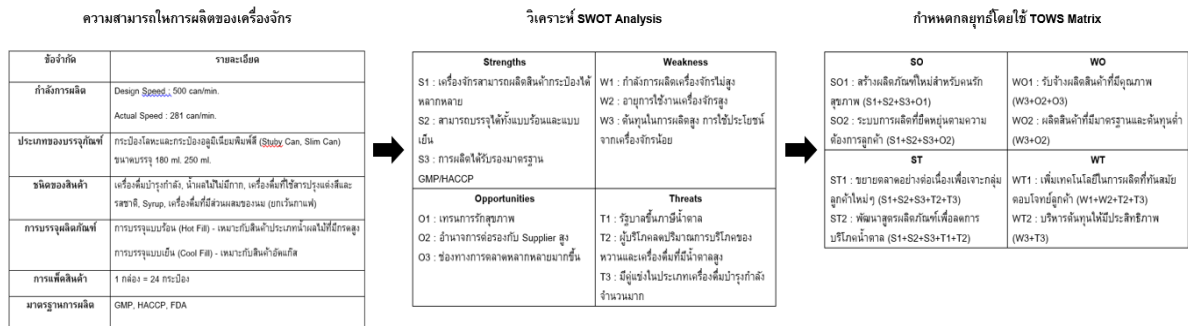 ความสามารถในการผลิตของเครื่องจักร
ข้อจำกัด รายละเอียด
กำลังการผลิต
Design Speed : 500 can/min.
Actual Speed : 281 can/min.
ประเภทของบรรจุภัณฑ์
กระป๋องโลหะและกระป๋องอลูมิเนียมพิมพ์สี (Stuby Can, Slim Can)
ขนาดบรรจุ 180 ml. 250 ml.
ชนิดของสินค้า
เครื่องดื่มบำรุงกำลัง, น้ำผลไม้ไม่มีกาก, เครื่องดื่มที่ใช้สารปรุงแต่งสีและ
รสชาติ, Syrup, เครื่องดื่มที่มีส่วนผสมของนม (ยกเว้นกาแฟ)
การบรรจุผลิตภัณฑ์
การบรรจุแบบร้อน (Hot Fill) - เหมาะกับสินค้าประเภทน้ำผลไม้ที่มีกรดสูง
การบรรจุแบบเย็น (Cool Fill) - เหมาะกับสินค้าอัดแก๊ส
การแพ็คสินค้า
1 กล่อง = 24 กระป๋อง
มาตรฐานการผลิต
GMP, HACCP, FDA
วิเคราะห์ SWOT Analysis
Strengths
S1 : เครื่องจักรสามารถผลิตสินค้ากระป๋องได้
หลากหลาย
S2 : สามารถบรรจุได้ทั้งแบบร้อนและแบบ
เย็น
S3 : การผลิตได้รับรองมาตรฐาน
GMP/HACCP
Weakness
W1 : กำลังการผลิตเครื่องจักรไม่สูง
W2 : อายุการใช้งานเครื่องจักรสูง
W3 : ต้นทุนในการผลิตสูง การใช้ประโยชน์
จากเครื่องจักรน้อย
Opportunities
O1 : เทรนการรักสุขภาพ
O2 : อำนาจการต่อรองกับ Supplier สูง
O3 : ช่องทางการตลาดหลากหลายมากขึ้น
Threats
T1 : รัฐบาลขึ้นภาษีน้ำตาล
T2 : ผู้บริโภคลดปริมาณการบริโภคของ
หวานและเครื่องดื่มที่มีน้ำตาลสูง
T3 : มีคู่แข่งในประเภทเครื่องดื่มบำรุงกำลัง
จำนวนมาก
กำหนดกลยุทธ์โดยใช้ TOWS Matrix
SO
SO1 : สร้างผลิตภัณฑ์ใหม่สำหรับคนรัก
สุขภาพ (S1+S2+S3+O1)
SO2 : ระบบการผลิตที่ยืดหยุ่นตามความ
ต้องการลูกค้า (S1+S2+S3+O2)
WO
WO1 : รับจ้างผลิตสินค้าที่มีคุณภาพ
(W3+O2+O3)
WO2 : ผลิตสินค้าที่มีมาตรฐานและต้นทุนต่ำ
(W3+O2)
ST
ST1 : ขยายตลาดอย่างต่อเนื่องเพื่อเจาะกลุ่ม
ลูกค้าใหม่ๆ (S1+S2+S3+T2+T3)
ST2 : พัฒนาสูตรผลิตภัณฑ์เพื่อลดการ
บริโภคน้ำตาล (S1+S2+S3+T1+T2)
WT
WT1 : เพิ่มเทคโนโลยีในการผลิตที่ทันสมัย
ตอบโจทย์ลูกค้า (W1+W2+T2+T3)
WT2 : บริหารต้นทุนให้มีประสิทธิภาพ
(W3+T3)